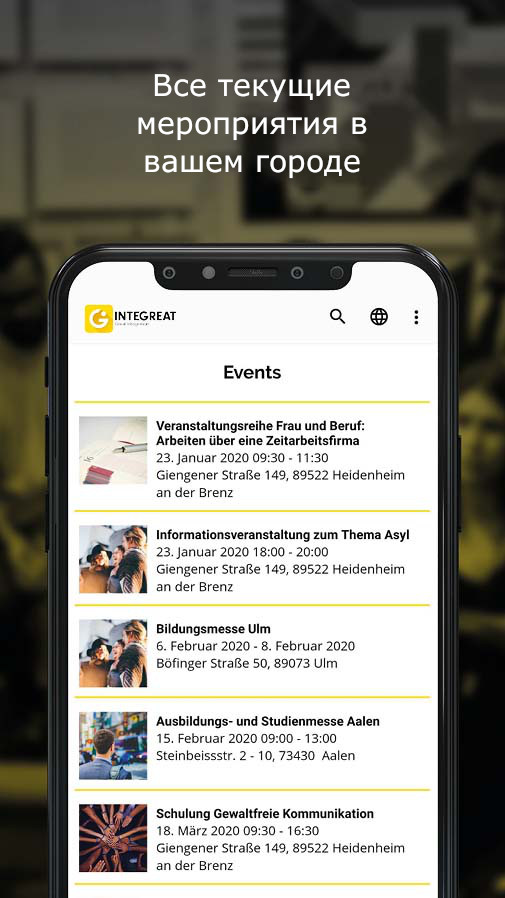 Все текущие
мероприятия в
вашем городе
INTEGREAT
Events
Veranstaltungsreihe Frau und Beruf:
Arbeiten über eine Zeitarbeitsfirma
23. Januar 2020 09:30 - 11:30
Giengener Straße 149, 89522 Heidenheim
an der Brenz
Informationsveranstaltung zum Thema Asyl
23. Januar 2020 18:00 - 20:00
Giengener Straße 149, 89522 Heidenheim
an der Brenz
Bildungsmesse Ulm
6. Februar 2020 - 8. Februar 2020
Böfinger Straße 50, 89073 Ulm
Ausbildungs- und Studienmesse Aalen
15. Februar 2020 09:00 - 13:00
Steinbeissstr. 2 - 10, 73430 Aalen
Schulung Gewaltfreie Kommunikation
18. März 2020 09:30 - 16:30
Giengener Straße 149, 89522 Heidenheim
an der Brenz